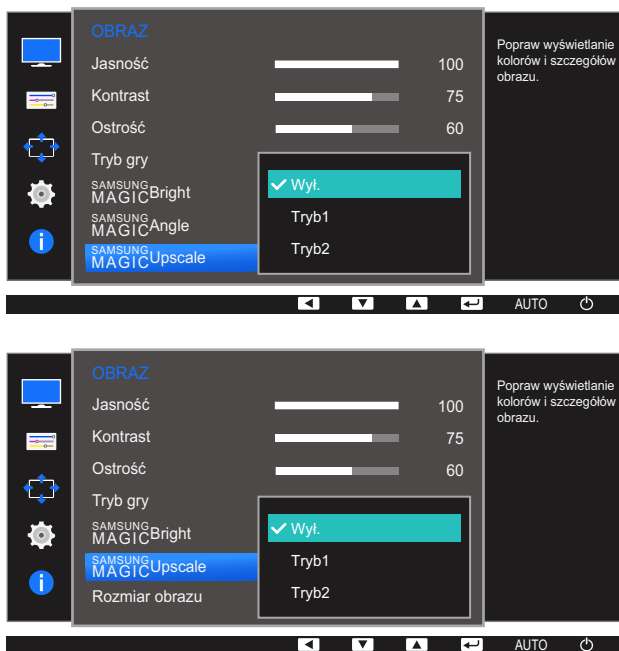 OBRAZ
Jasność 100
Kontrast 75
Ostrość 60
Tryb gry
SAMSUNG
MAGICBright
SAMSUNG
MAGICAngle
SAMSUNG
MAGICUpscale
Wył.
Tryb1
Tryb2
Popraw wyświetlanie
kolorów i szczegółów
obrazu.
AUTO
OBRAZ
Jasność 100
Kontrast 75
Ostrość 60
Tryb gry
SAMSUNG
MAGICBright
SAMSUNG
MAGICUpscale
Rozmiar obrazu
Wył.
Tryb1
Tryb2
Popraw wyświetlanie
kolorów i szczegółów
obrazu.
AUTO